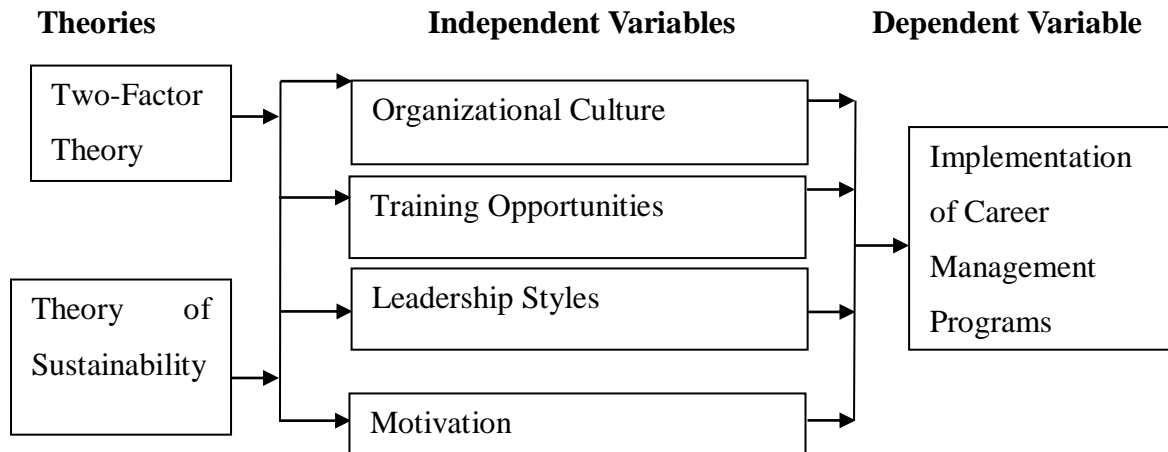 Theories Independent Variables Dependent Variable
Two-Factor
Theory
Theory of
Sustainability
Organizational Culture
Training Opportunities
Leadership Styles
Motivation
Implementation
of Career
Management
Programs